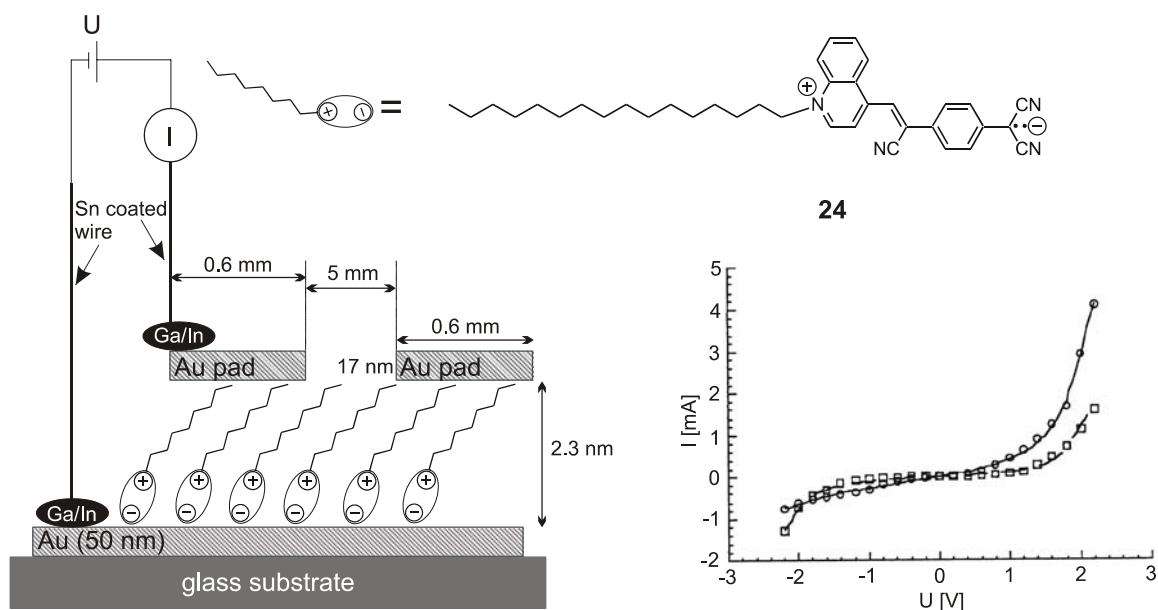 U
I
Sn coated
wire
0.6 mm
5 mm
0.6 mm
Ga/In
Au pad
17 nm
Au pad
2.3 nm
+
−
+
−
+
−
+
−
+
−
+
−
Ga/In
Au (50 nm)
glass substrate
+ − =
N +
NC
CN
−
CN
24
I [mA]
5
4
3
2
1
0
-1
-2
-3 -2 -1 0 1 2 3
U [V]